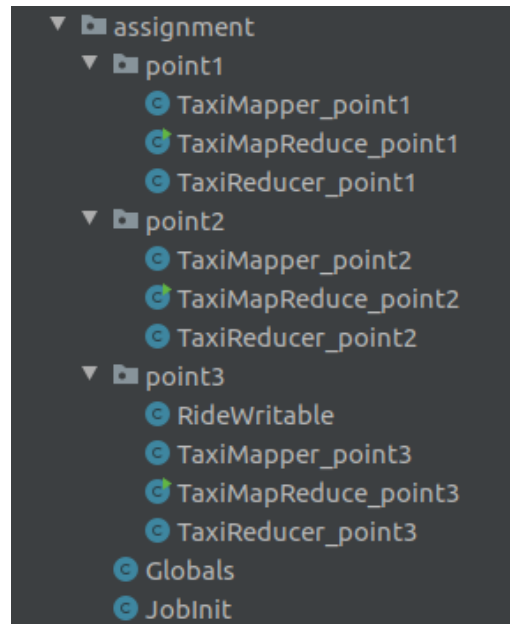 assignment
point1
TaxiMapper_point1
TaxiMapReduce_point1
TaxiReducer_point1
point2
TaxiMapper_point2
TaxiMapReduce_point2
TaxiReducer_point2
point3
RideWritable
TaxiMapper_point3
TaxiMapReduce_point3
TaxiReducer_point3
Globals
JobInit